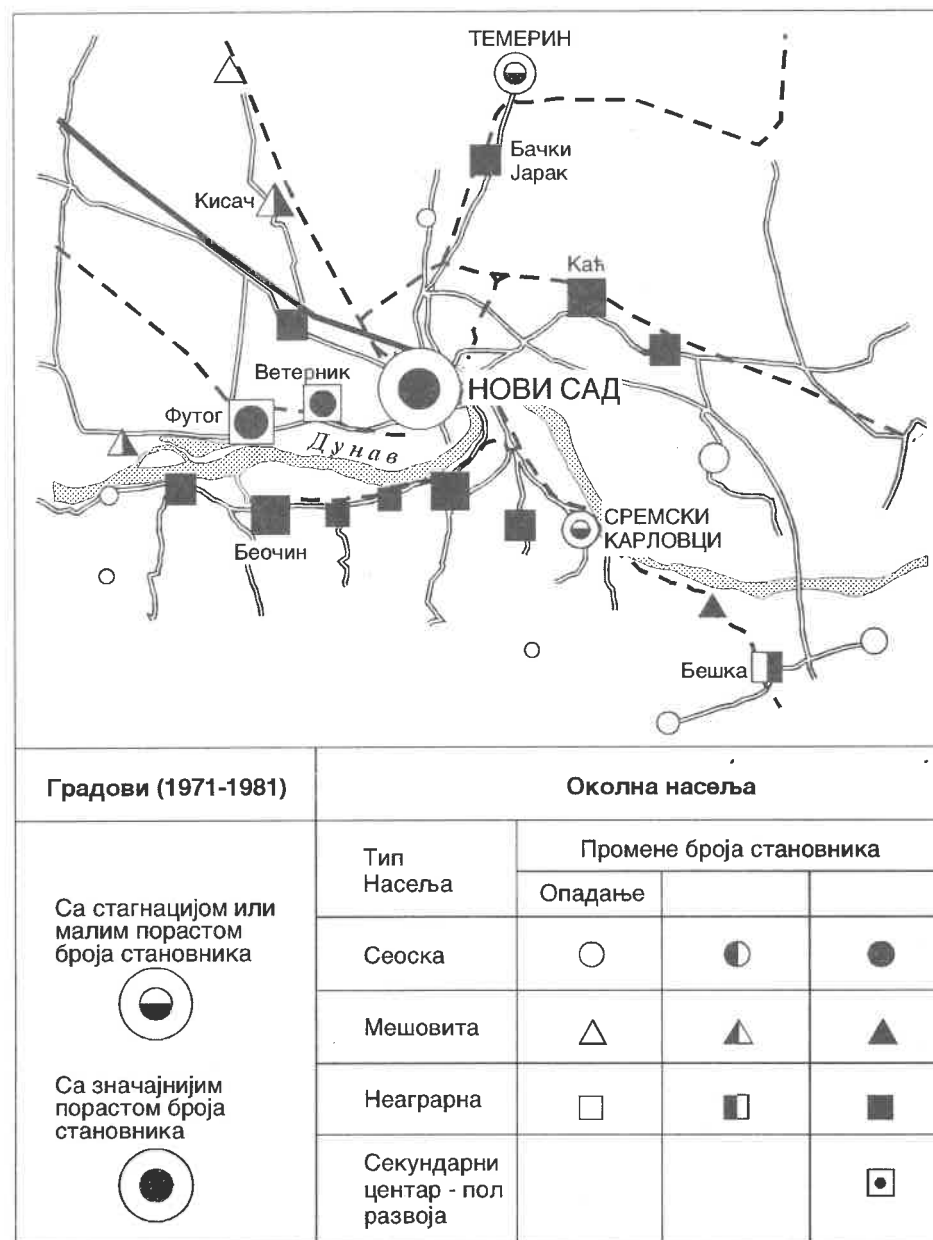 ТЕМЕРИН
Бачки
Јарак
Кисач
Каћ
Ветерник
НОВИ САД
Футог
Дунав
СРЕМСКИ
КАРЛОВЦИ
Беочин
Бешка
Градови (1971-1981)
Околна насеља
Тип
Насеља
Промене броја становника
Опадање
Са стагнацијом или
малим порастом
броја становника
Сеоска
Мешовита
Са значајнијим
порастом броја
становника
Неаграрна
Секундарни
центар - пол
развоја